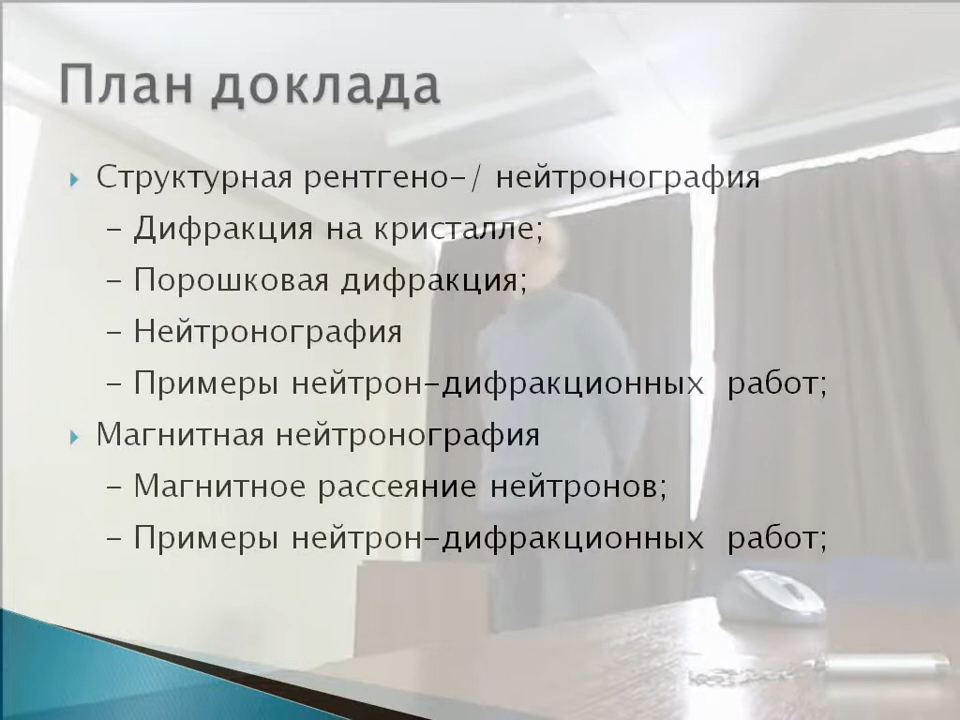 План доклада
Структурная рентгено-/ нейтронография
– Дифракция на кристалле;
– Порошковая дифракция;
– Нейтронография
– Примеры нейтрон-дифракционных работ;
Магнитная нейтронография
– Магнитное рассеяние нейтронов;
– Примеры нейтрон-дифракционных работ;